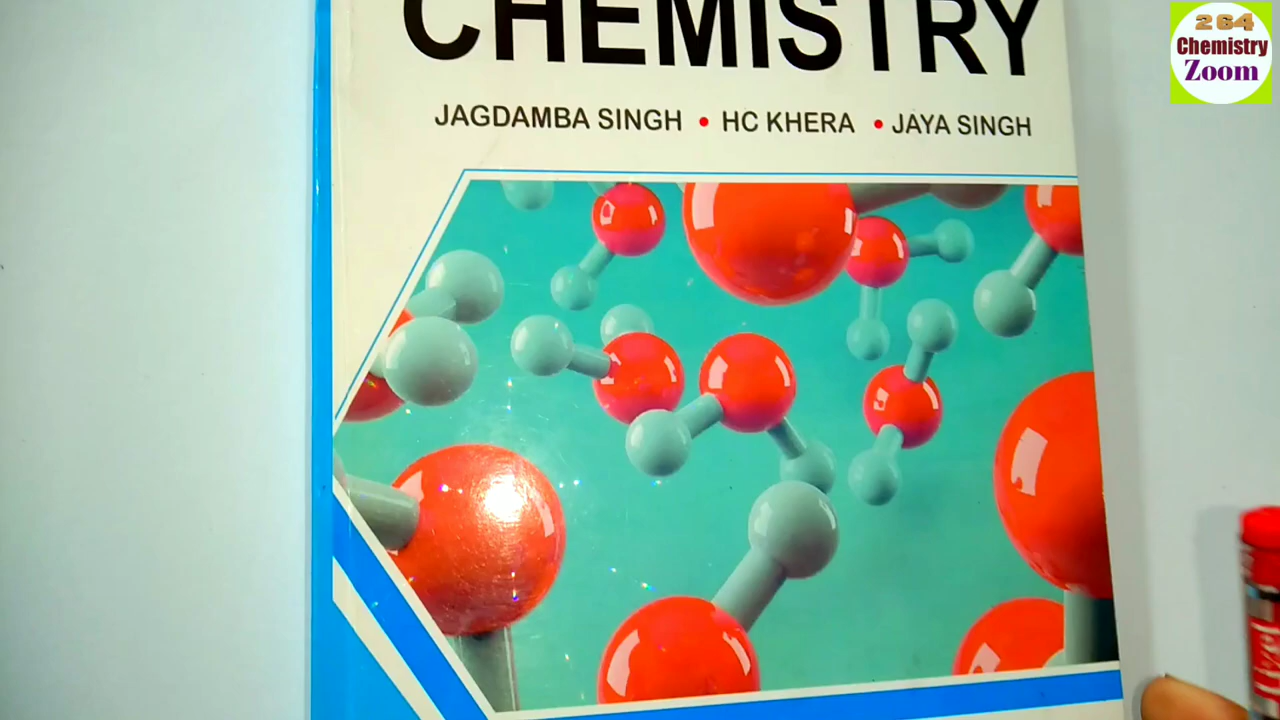 CHEMISTRY
JAGDAMBA SINGH • HC KHERA • JAYA SINGH
264
Chemistry
Zoom